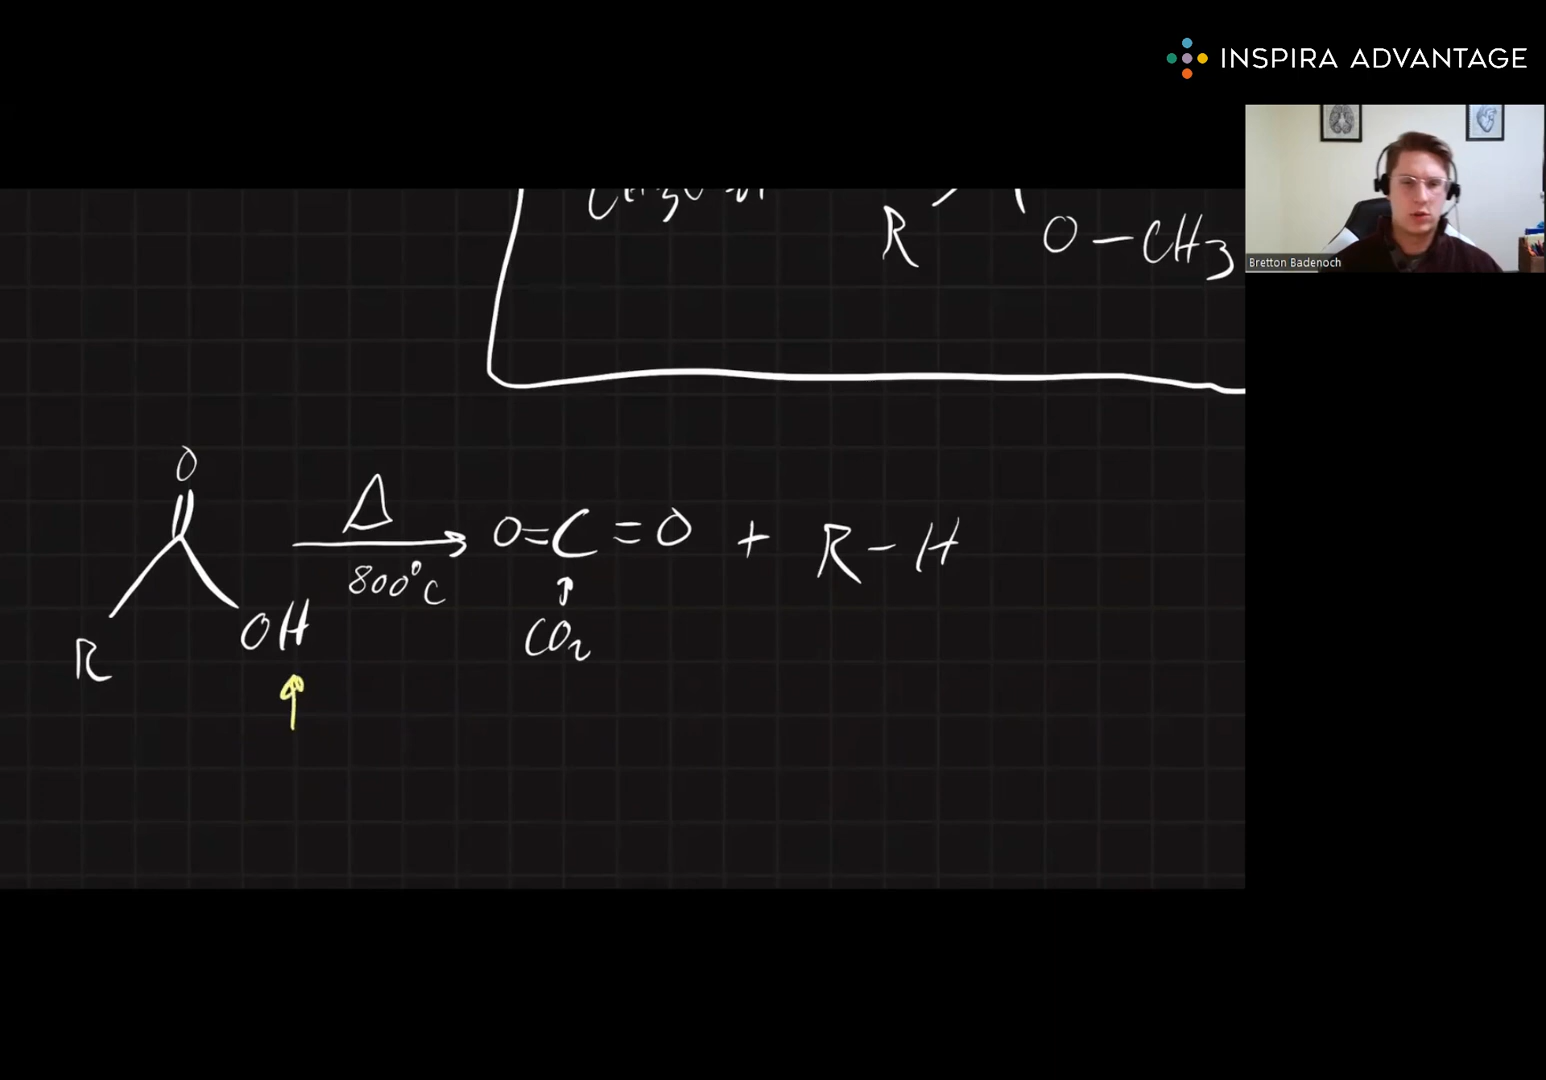 INSPIRA ADVANTAGE
R O-CH3
Bretton Badenoch
O
Δ
O=C=O + R-H
800°C
OH
CO2
R